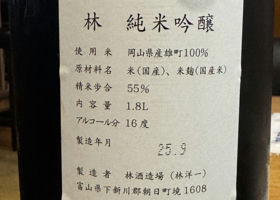 林 純米吟醸
使用米 岡山県産雄町100%
原材料名 米(国産)、米麹(国産米)
精米歩合 55%
内容量 1.8L
アルコール分 16度
製造年月 25.9
製造者 林酒造場(林洋一)
富山県下新川郡朝日町境1608